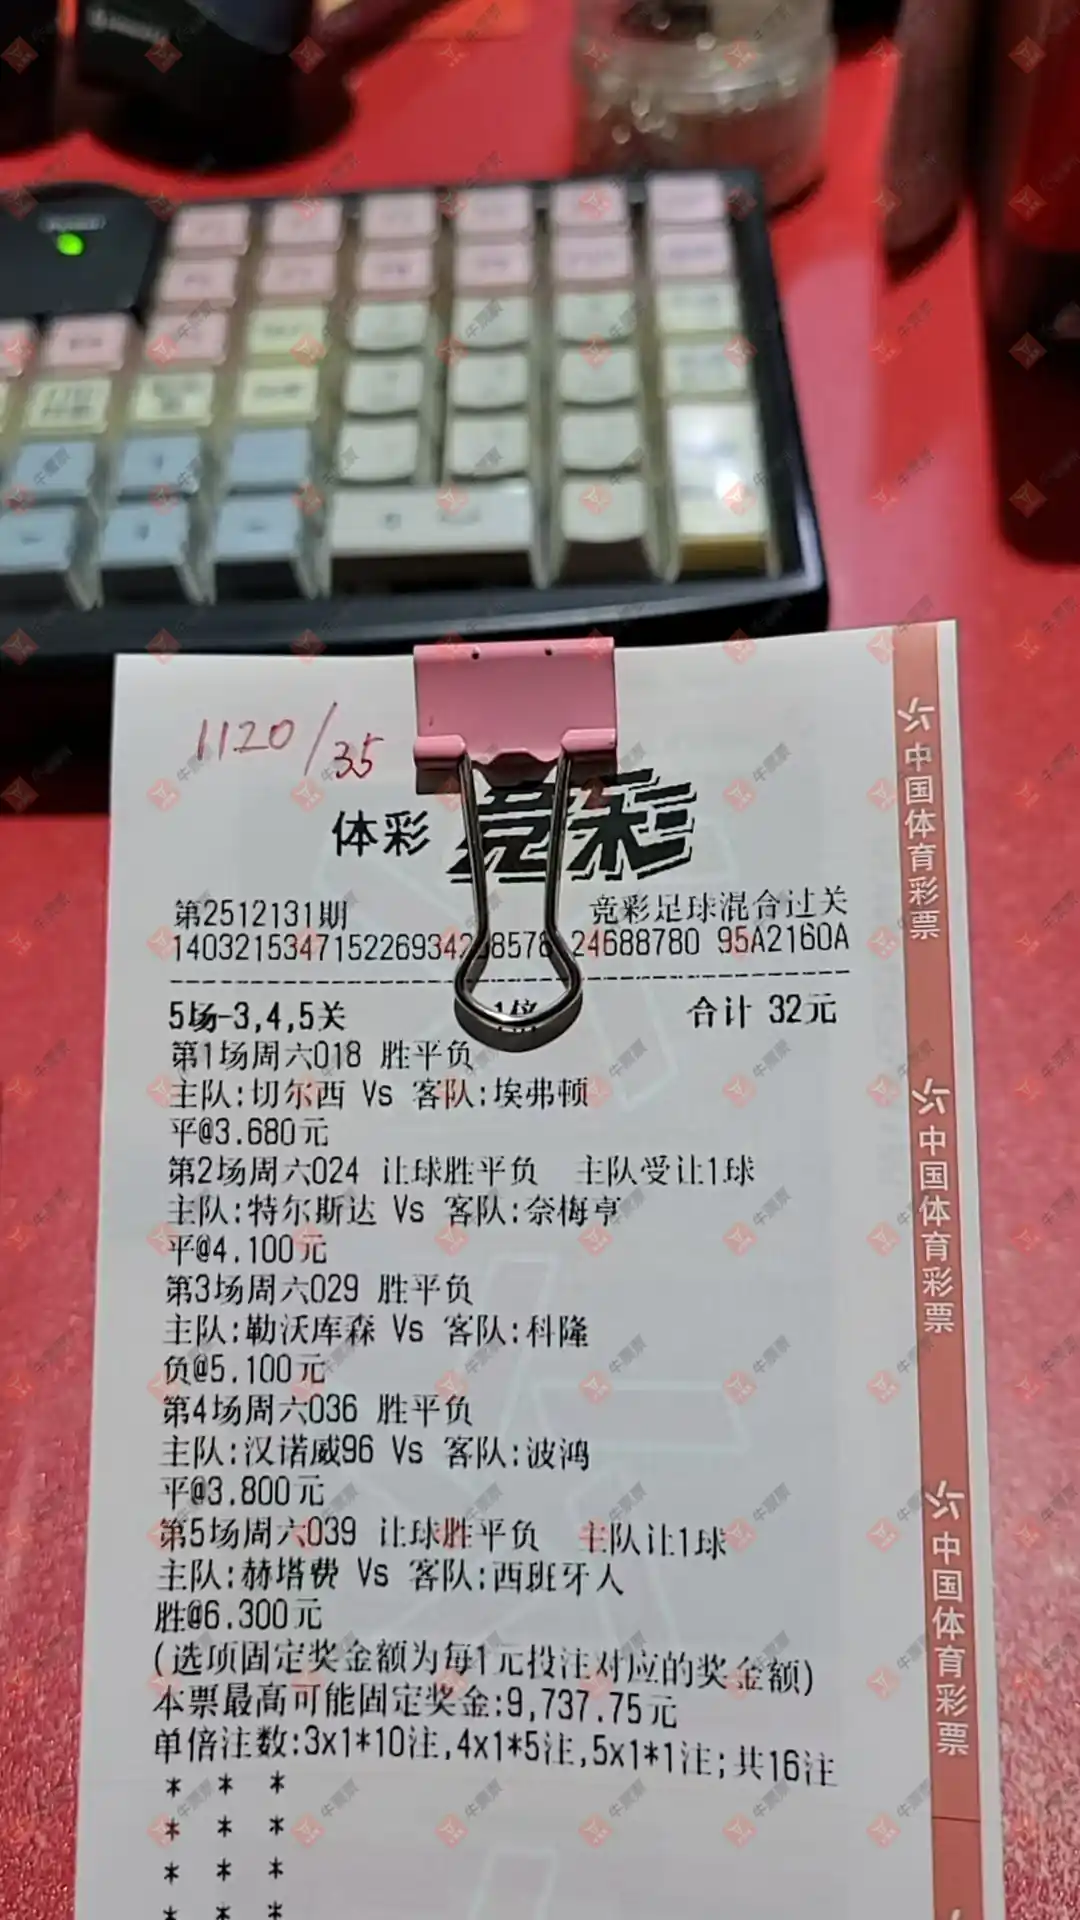 1120/35
体彩 竞彩
第2512131期 竞彩足球混合过关
24688780 95A2160A
5场-3,4,5关 1倍 合计 32元
第1场周六018 胜平负
主队:切尔西 Vs 客队:埃弗顿
平@3.680元
第2场周六024 让球胜平负 主队受让1球
主队:特尔斯达 Vs 客队:奈梅亨
平@4.100元
第3场周六029 胜平负
主队:勒沃库森 Vs 客队:科隆
负@5.100元
第4场周六036 胜平负
主队:汉诺威96 Vs 客队:波鸿
平@3.800元
第5场周六039 让球胜平负 主队让1球
主队:赫塔费 Vs 客队:西班牙人
胜@6.300元
(选项固定奖金额为每1元投注对应的奖金额)
本票最高可能固定奖金:9,737.75元
单倍注数:3x1*10注,4x1*5注,5x1*1注;共16注
* * *
* * *
* * *
* * *
中国体育彩票
中国体育彩票
中国体育彩票